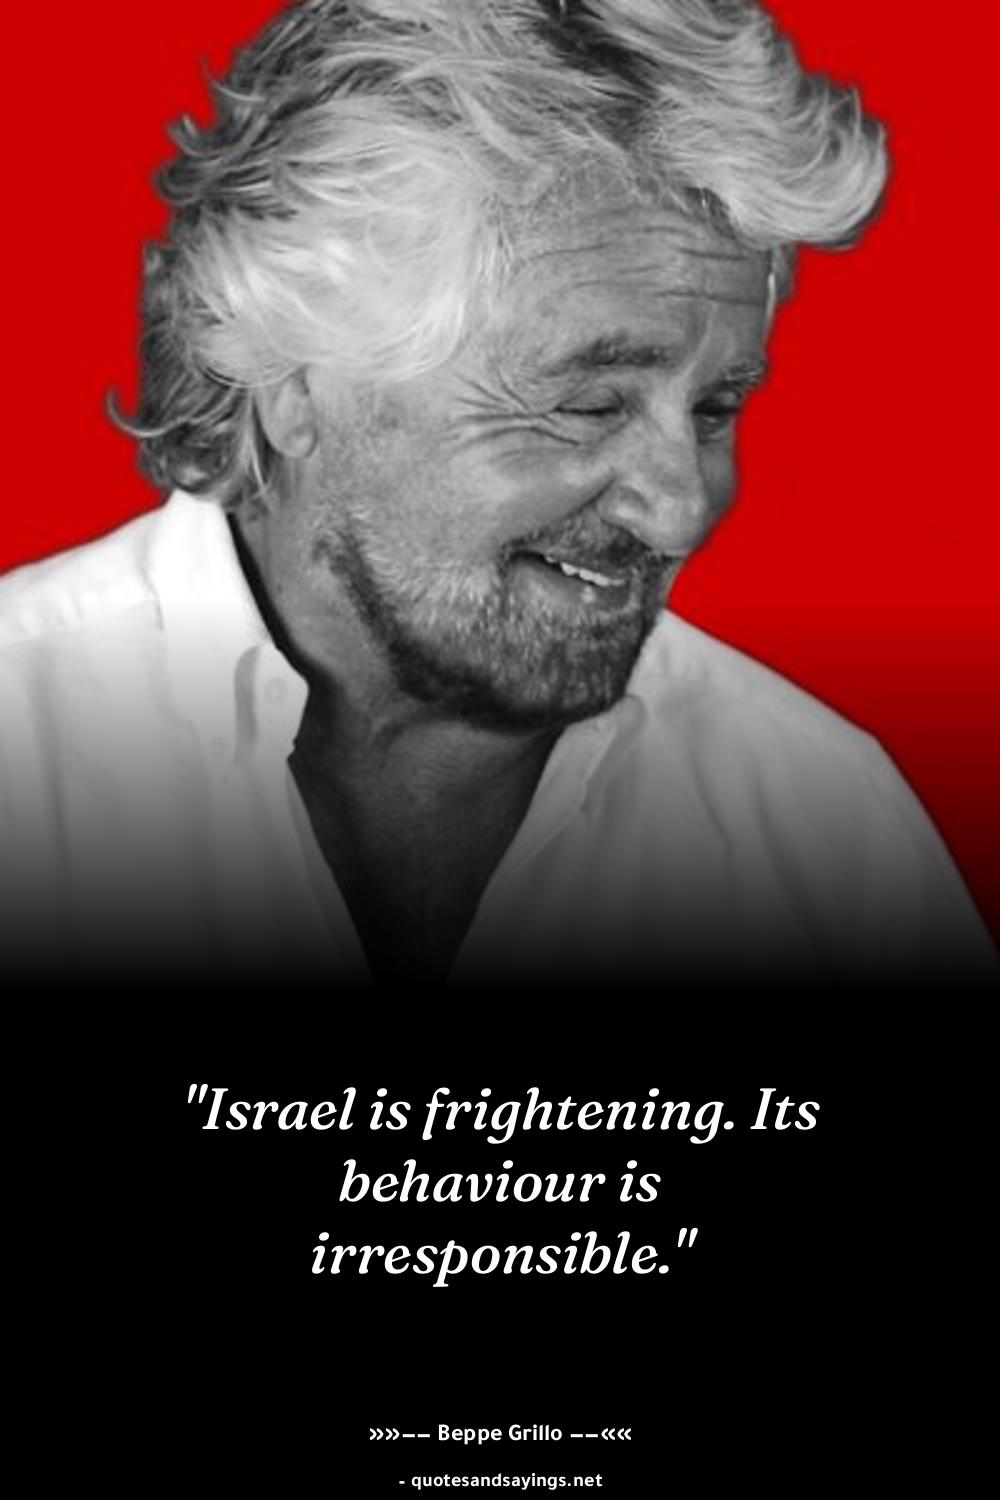 "Israel is frightening. Its
behaviour is
irresponsible."
»»–– Beppe Grillo ––««
- quotesandsayings.net